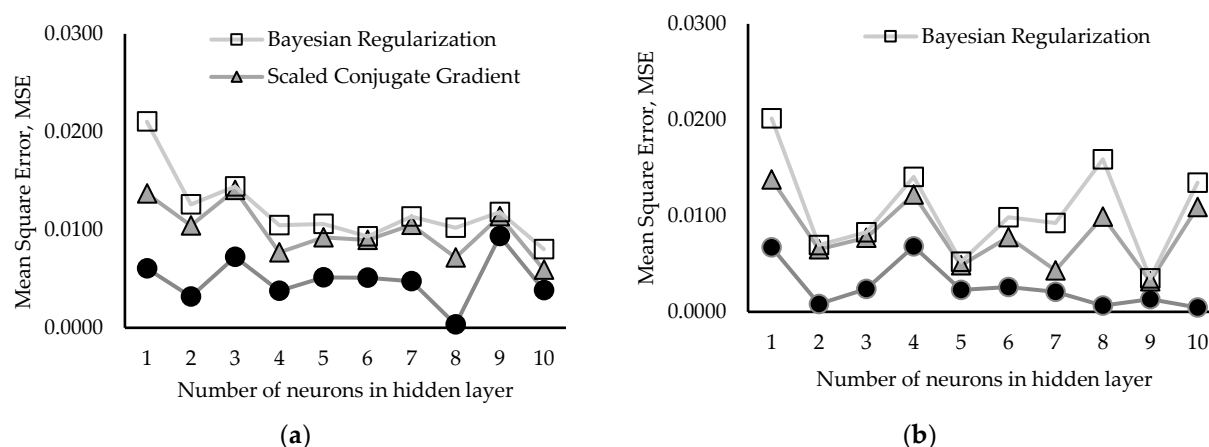 0.0300
0.0200
0.0100
0.0000
Mean Square Error, MSE
Bayesian Regularization
Scaled Conjugate Gradient
1 2 3 4 5 6 7 8 9 10
Number of neurons in hidden layer
(a)
0.0300
0.0200
0.0100
0.0000
Mean Square Error, MSE
Bayesian Regularization
1 2 3 4 5 6 7 8 9 10
Number of neurons in hidden layer
(b)